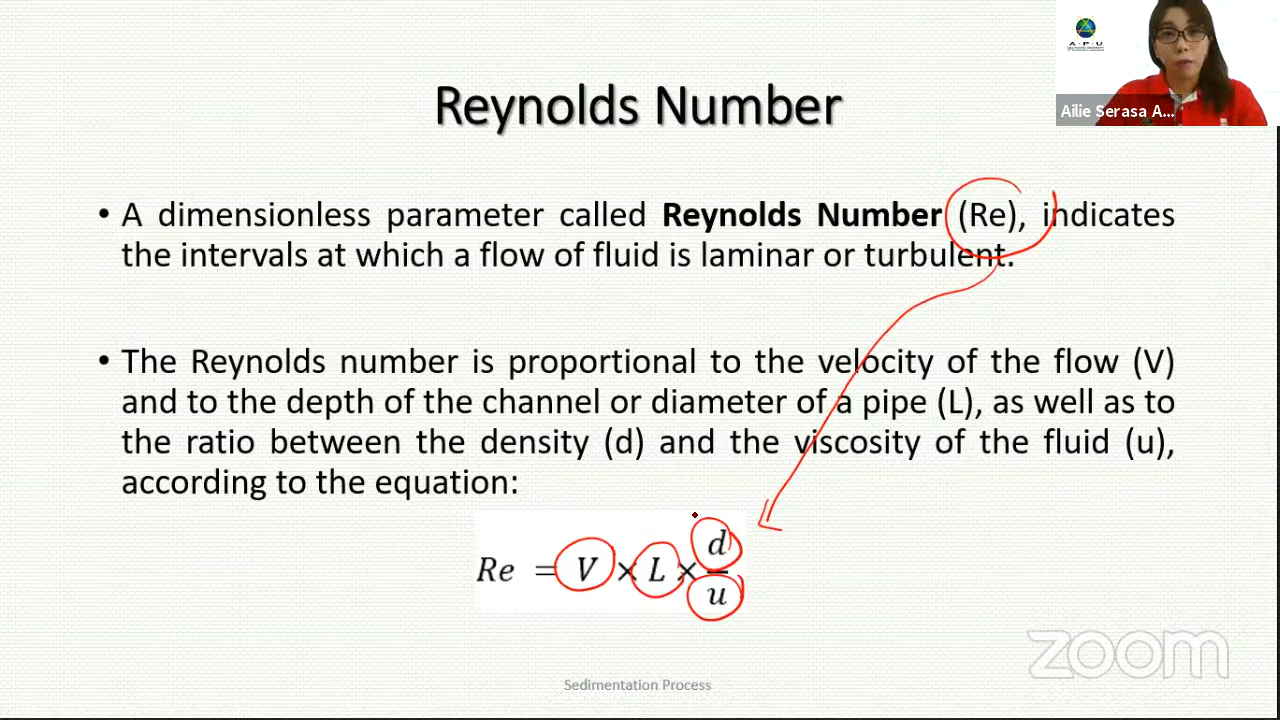 A · P · U
Ailie Serasa A...
Reynolds Number
• A dimensionless parameter called Reynolds Number (Re), indicates
the intervals at which a flow of fluid is laminar or turbulent.
• The Reynolds number is proportional to the velocity of the flow (V)
and to the depth of the channel or diameter of a pipe (L), as well as to
the ratio between the density (d) and the viscosity of the fluid (u),
according to the equation:
Re = V × L × d/u
zoom
Sedimentation Process